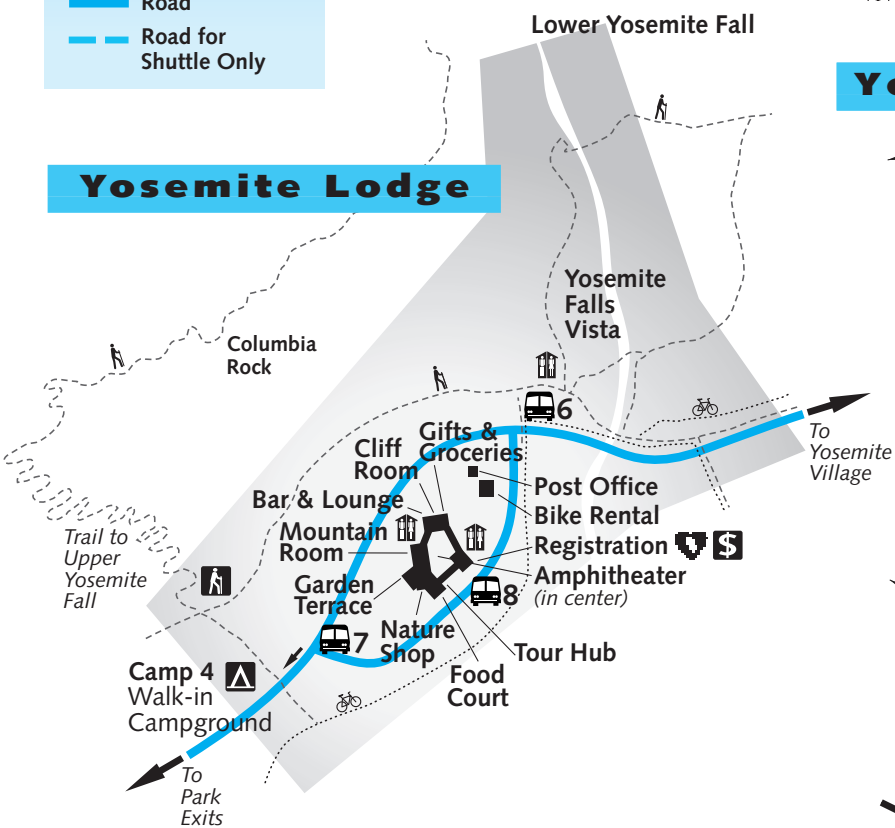 Road
Road for
Shuttle Only
Lower Yosemite Fall
Yo
Yosemite Lodge
Yosemite
Falls
Vista
Columbia
Rock
6
To
Yosemite
Village
Gifts &
Groceries
Cliff
Room
Bar & Lounge
Mountain
Room
Garden
Terrace
Post Office
Bike Rental
Registration
$
Amphitheater
(in center)
8
7
Nature
Shop
Tour Hub
Food
Court
Trail to
Upper
Yosemite
Fall
Camp 4
Walk-in
Campground
To
Park
Exits